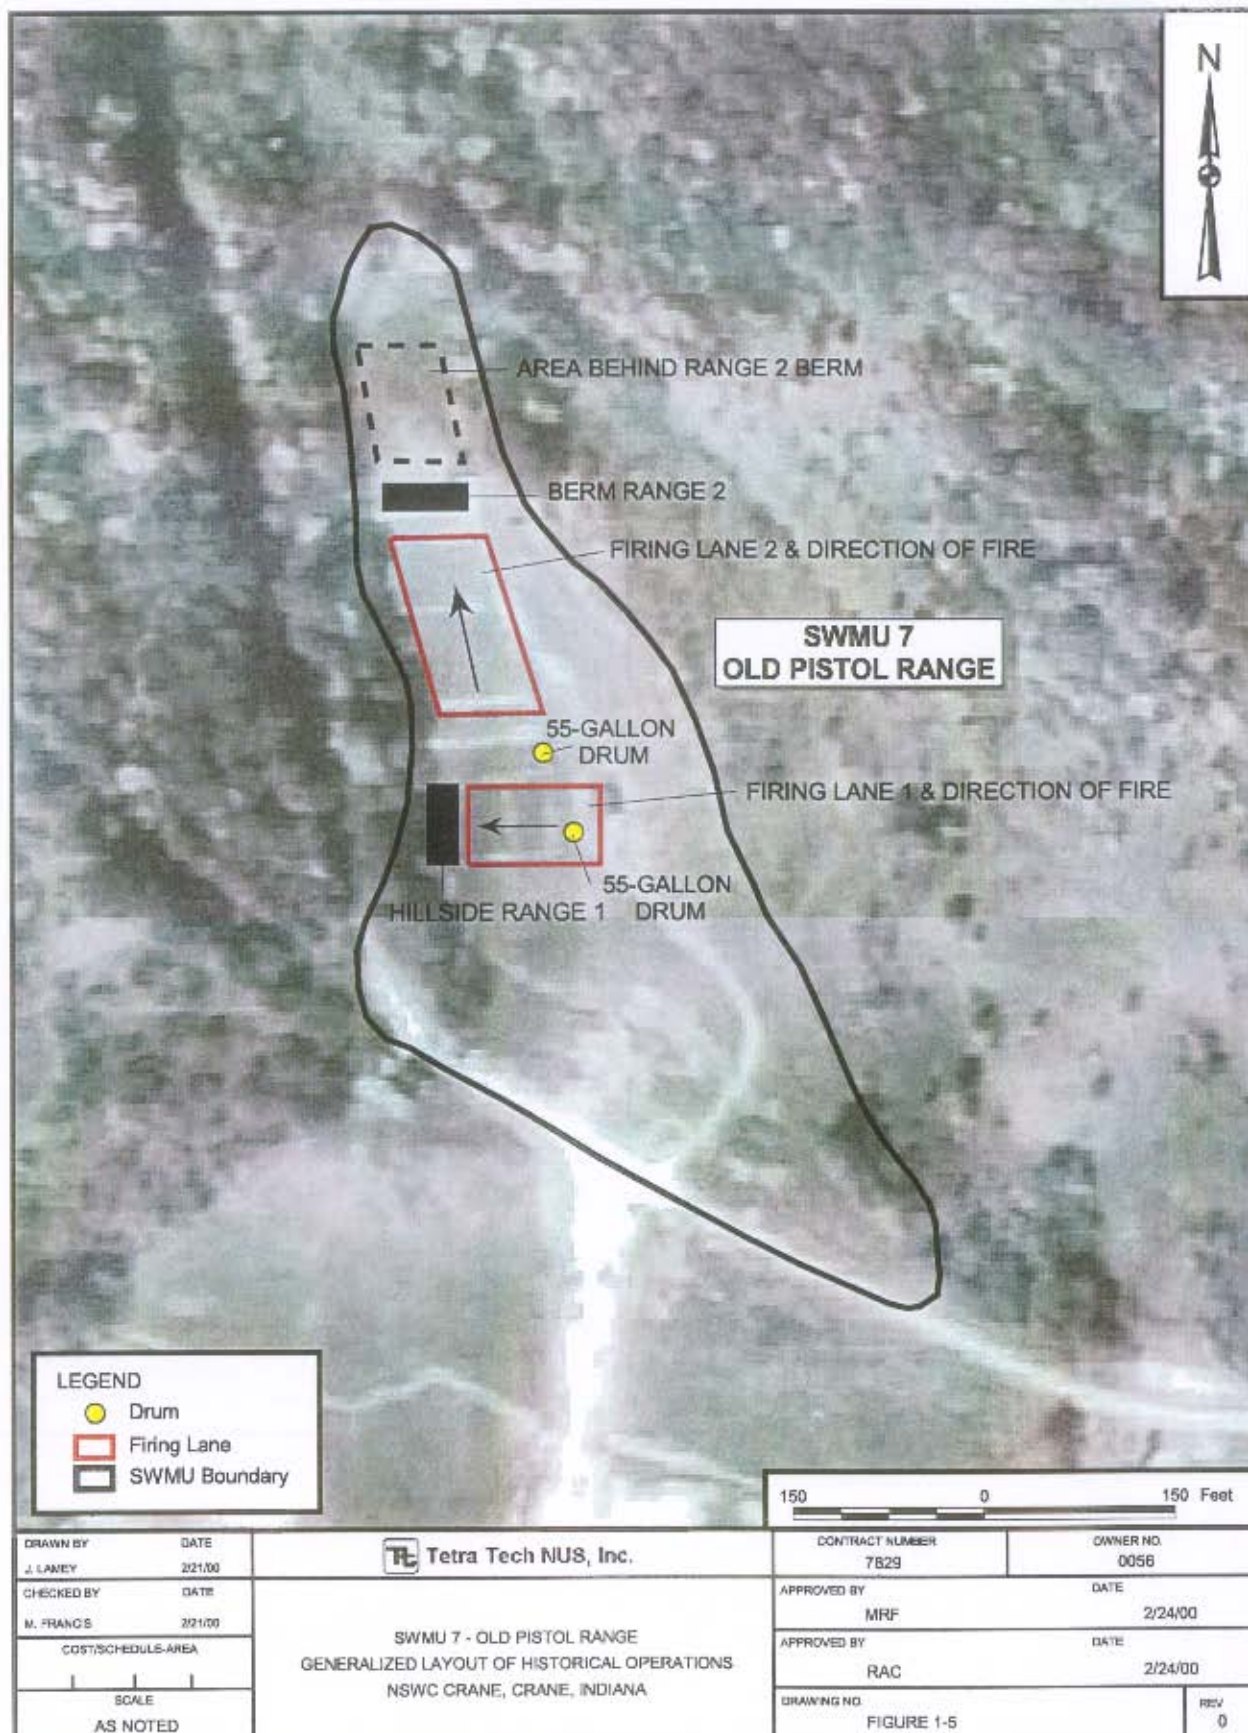 N
AREA BEHIND RANGE 2 BERM
BERM RANGE 2
FIRING LANE 2 & DIRECTION OF FIRE
SWMU 7
OLD PISTOL RANGE
55-GALLON
DRUM
FIRING LANE 1 & DIRECTION OF FIRE
55-GALLON
DRUM
HILLSIDE RANGE 1
LEGEND
Drum
Firing Lane
SWMU Boundary
150 0 150 Feet
DRAWN BY DATE
J. LAMEY 2/21/00
CHECKED BY DATE
M. FRANCIS 2/21/00
COST/SCHEDULE-AREA
SCALE
AS NOTED
Tt Tetra Tech NUS, Inc.
SWMU 7 - OLD PISTOL RANGE
GENERALIZED LAYOUT OF HISTORICAL OPERATIONS
NSWC CRANE, CRANE, INDIANA
CONTRACT NUMBER
7829
OWNER NO.
0056
APPROVED BY DATE
MRF 2/24/00
APPROVED BY DATE
RAC 2/24/00
DRAWING NO.
FIGURE 1-5
REV
0